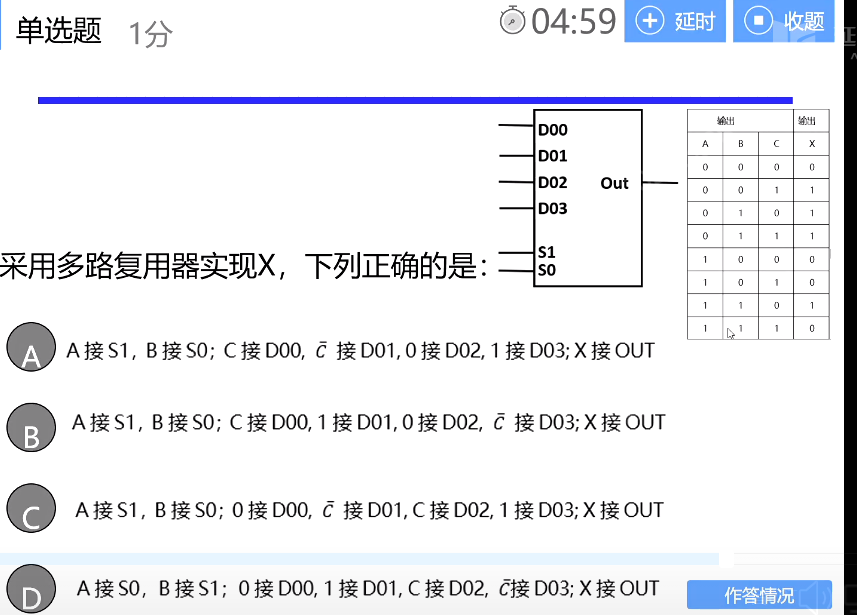 单选题 1分 04:59 延时 收题
D00
D01
D02
D03
Out
S1
S0
输出 输出
A B C X
0 0 0 0
0 0 1 1
0 1 0 1
0 1 1 1
1 0 0 0
1 0 1 0
1 1 0 1
1 1 1 0
采用多路复用器实现X，下列正确的是：
A A 接 S1，B 接 S0；C 接 D00, c̄ 接 D01, 0 接 D02, 1 接 D03; X 接 OUT
B A 接 S1，B 接 S0；C 接 D00, 1 接 D01, 0 接 D02, c̄ 接 D03; X 接 OUT
C A 接 S1，B 接 S0；0 接 D00, c̄ 接 D01, C 接 D02, 1 接 D03; X 接 OUT
D A 接 S0，B 接 S1；0 接 D00, 1 接 D01, C 接 D02, c̄接 D03; X 接 OUT
作答情况